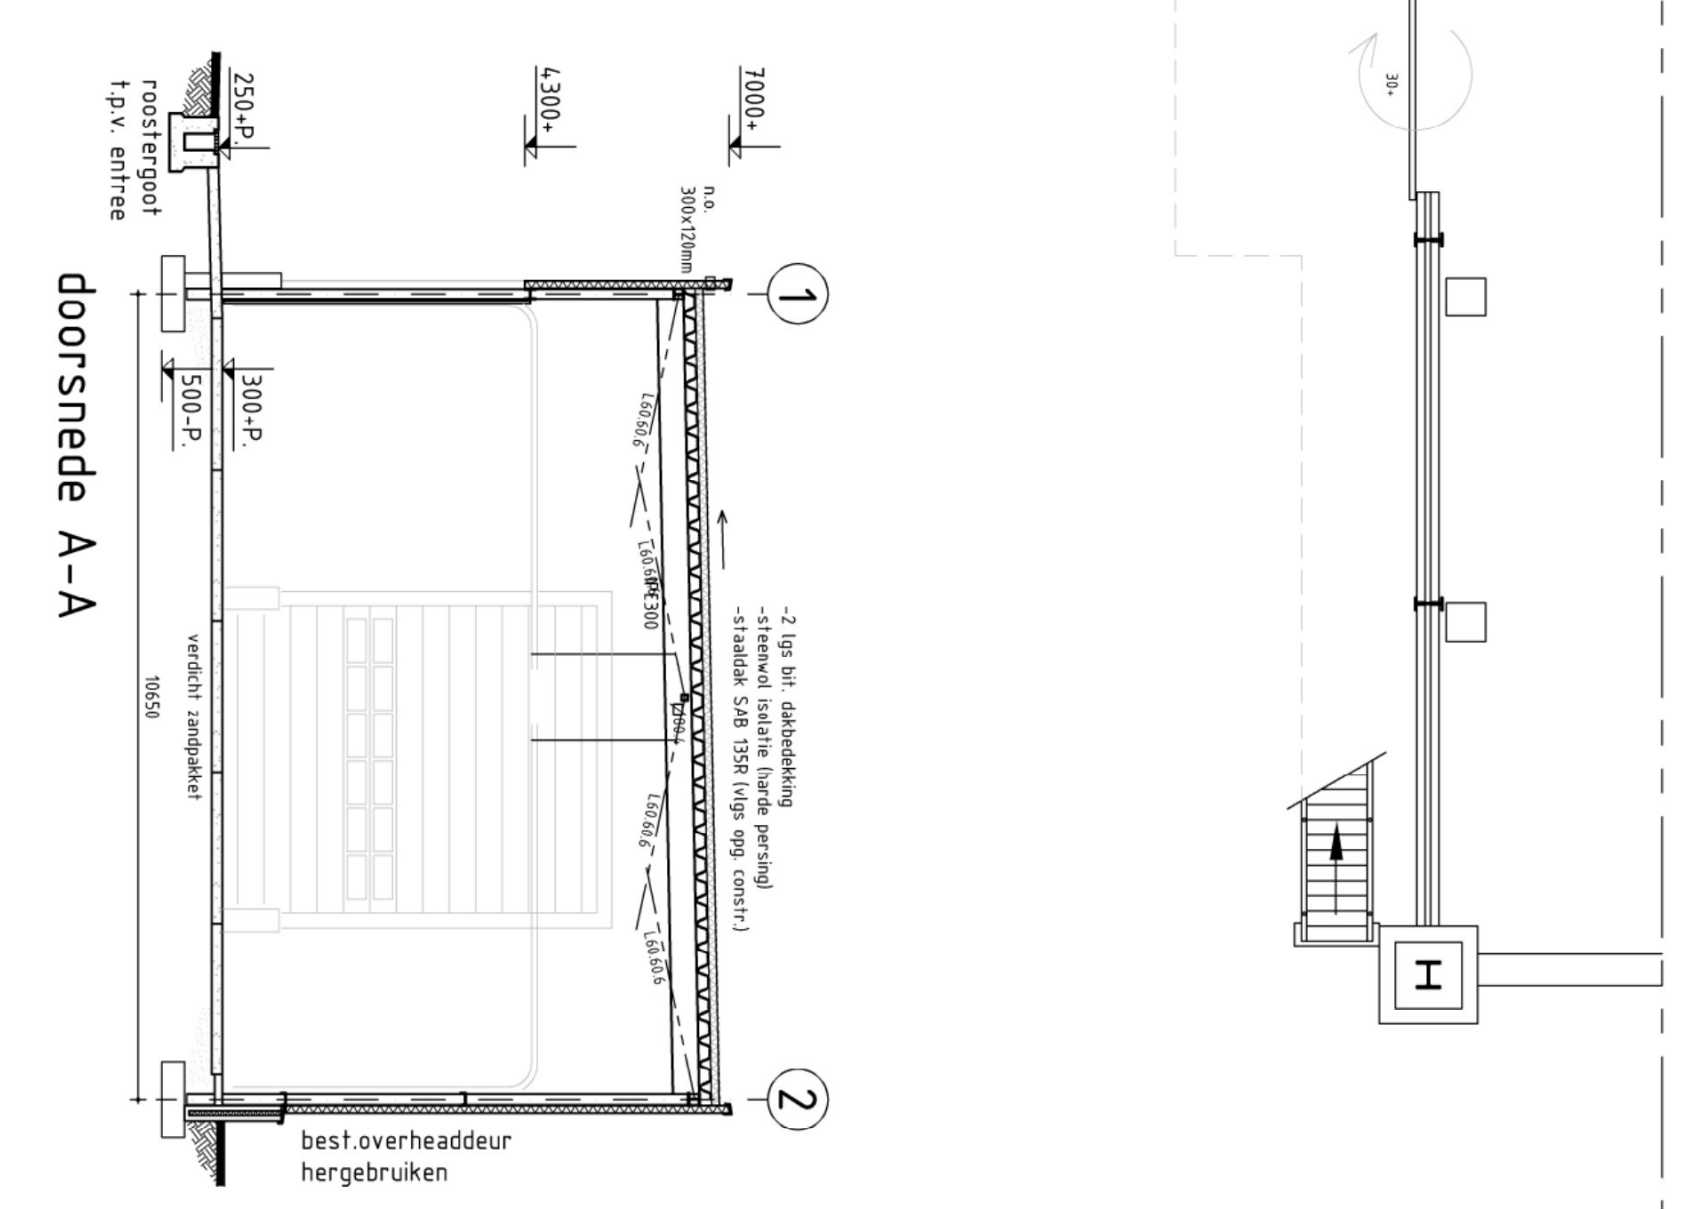 7000+
4300+
250+P.
roostergoot
t.p.v. entree
n.o.
300x120mm
1
300+P.
500-P.
L60.60.6
L60.60.6
IPE300
-2 lgs bit. dakbedekking
-steenwol isolatie (harde persing)
-staaldak SAB 135R (vlgs opg. constr.)
L60.60.6
L60.60.6
verdicht zandpakket
10650
2
best.overheaddeur
hergebruiken
doorsnede A-A
30+